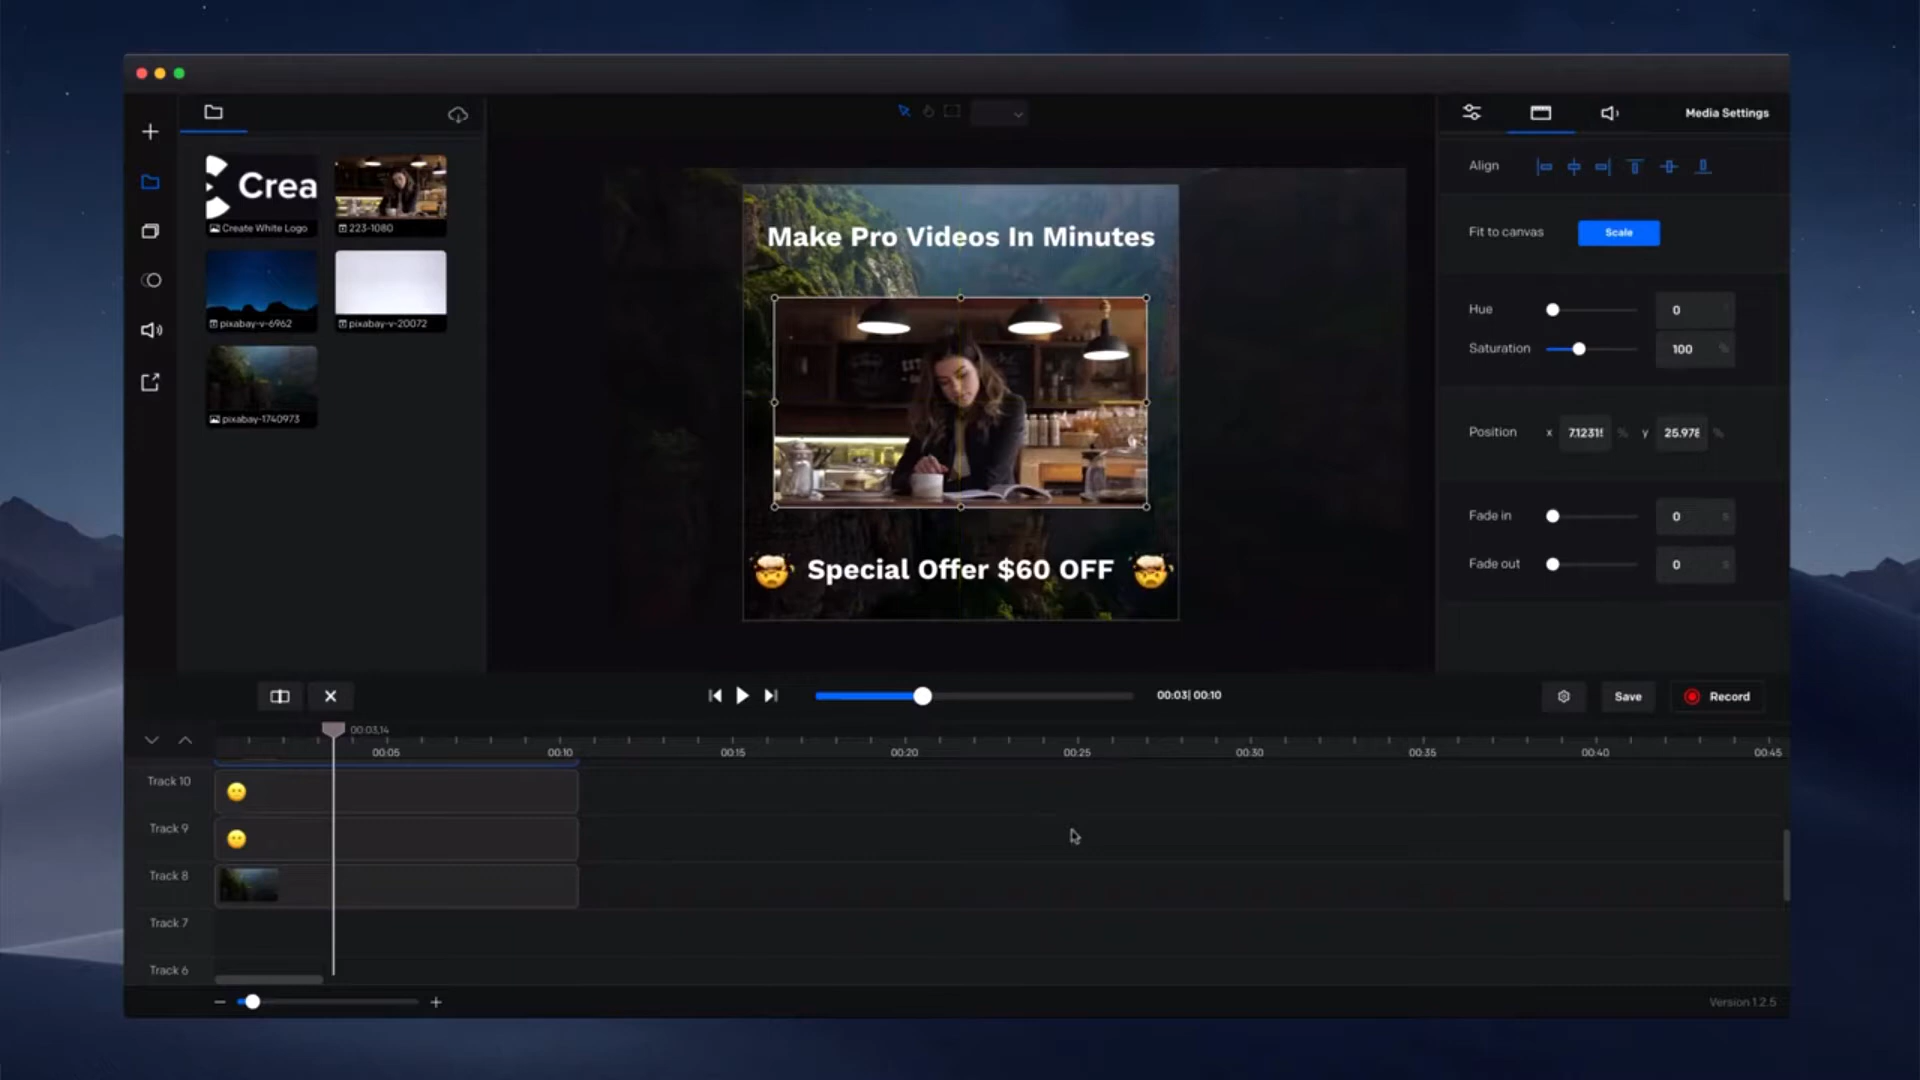 Media Settings
Crea
Create White Logo
223-1080
pixabay-v-6962
pixabay-v-20072
pixabay-1740973
Make Pro Videos In Minutes
Special Offer $60 OFF
Align
Fit to canvas
Scale
Hue
0
Saturation
100 %
Position x 7.1231 % y 25.978 %
Fade in
0 s
Fade out
0 s
00:03| 00:10
Save
Record
00:03,14
00:05
00:10
00:15
00:20
00:25
00:30
00:35
00:40
00:45
Track 10
Track 9
Track 8
Track 7
Track 6
Version 1.2.5